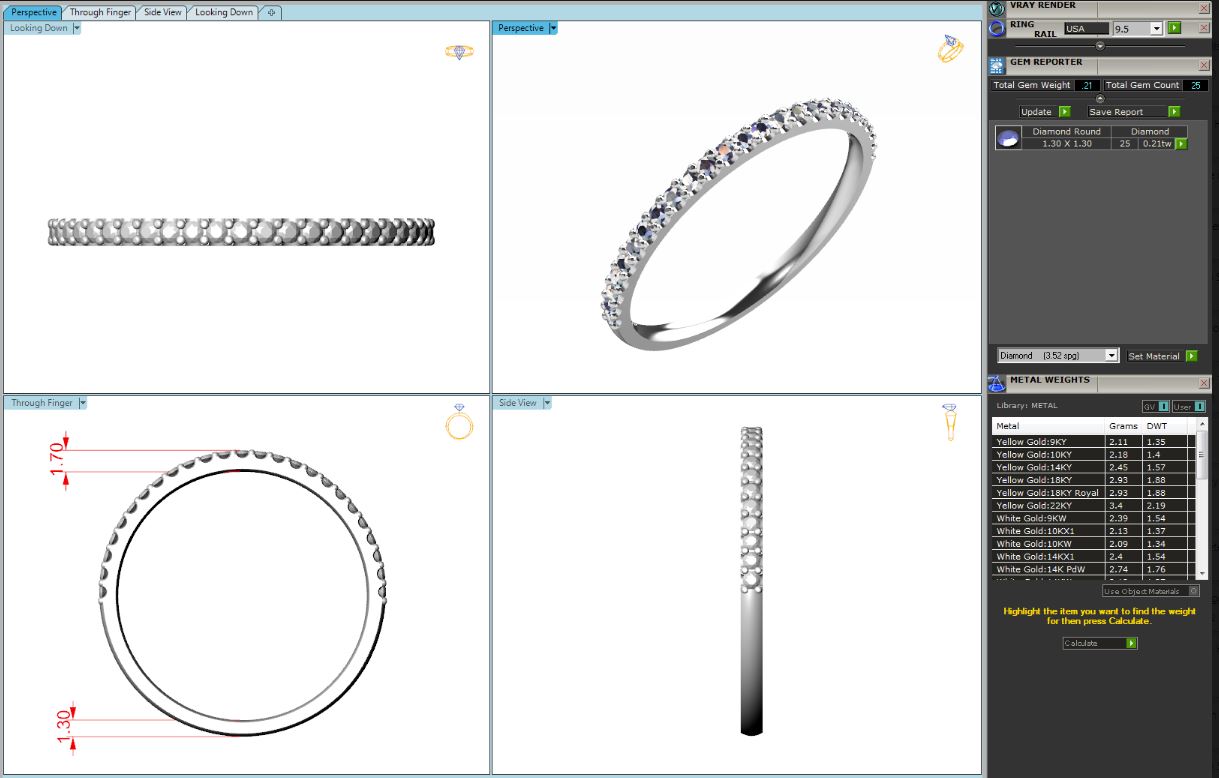 Perspective Through Finger Side View Looking Down
Looking Down
Perspective
Through Finger
1.70
1.30
Side View
VRAY RENDER
RING RAIL USA 9.5
GEM REPORTER
Total Gem Weight .21 Total Gem Count 25
Update Save Report
Diamond Round Diamond
1.30 X 1.30 25 0.21tw
Diamond (3.52 spg) Set Material
METAL WEIGHTS
Library: METAL GV User
Metal Grams DWT
Yellow Gold:9KY 2.11 1.35
Yellow Gold:10KY 2.18 1.4
Yellow Gold:14KY 2.45 1.57
Yellow Gold:18KY 2.93 1.88
Yellow Gold:18KY Royal 2.93 1.88
Yellow Gold:22KY 3.4 2.19
White Gold:9KW 2.39 1.54
White Gold:10KX1 2.13 1.37
White Gold:10KW 2.09 1.34
White Gold:14KX1 2.4 1.54
White Gold:14K PdW 2.74 1.76
Use Object Materials
Highlight the item you want to find the weight
for then press Calculate.
Calculate